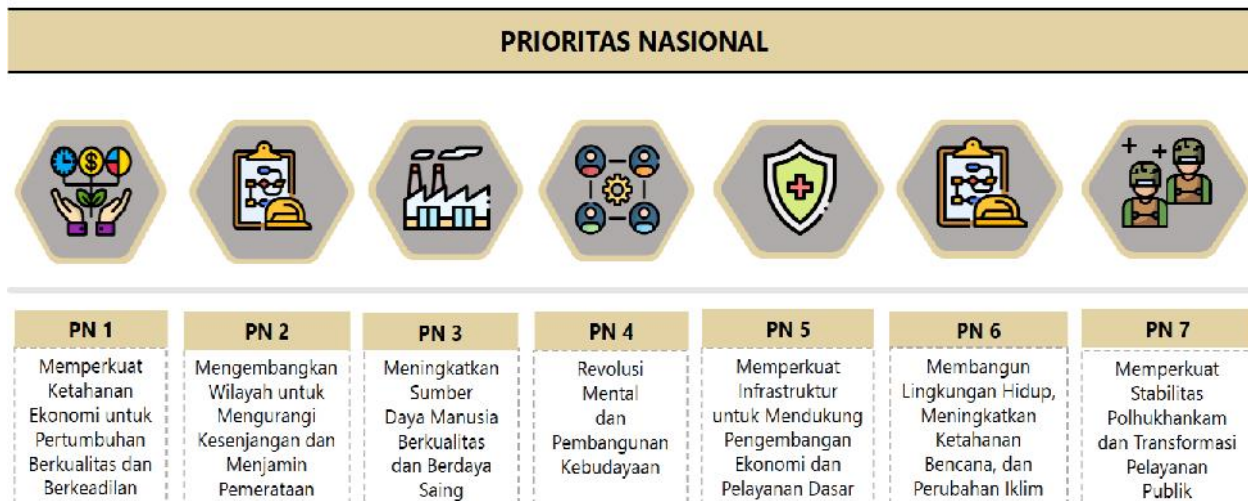 PRIORITAS NASIONAL
PN 1
Memperkuat
Ketahanan
Ekonomi untuk
Pertumbuhan
Berkualitas dan
Berkeadilan
PN 2
Mengembangkan
Wilayah untuk
Mengurangi
Kesenjangan dan
Menjamin
Pemerataan
PN 3
Meningkatkan
Sumber
Daya Manusia
Berkualitas
dan Berdaya
Saing
PN 4
Revolusi
Mental
dan
Pembangunan
Kebudayaan
PN 5
Memperkuat
Infrastruktur
untuk Mendukung
Pengembangan
Ekonomi dan
Pelayanan Dasar
PN 6
Membangun
Lingkungan Hidup,
Meningkatkan
Ketahanan
Bencana, dan
Perubahan Iklim
PN 7
Memperkuat
Stabilitas
Polhukhankam
dan Transformasi
Pelayanan
Publik